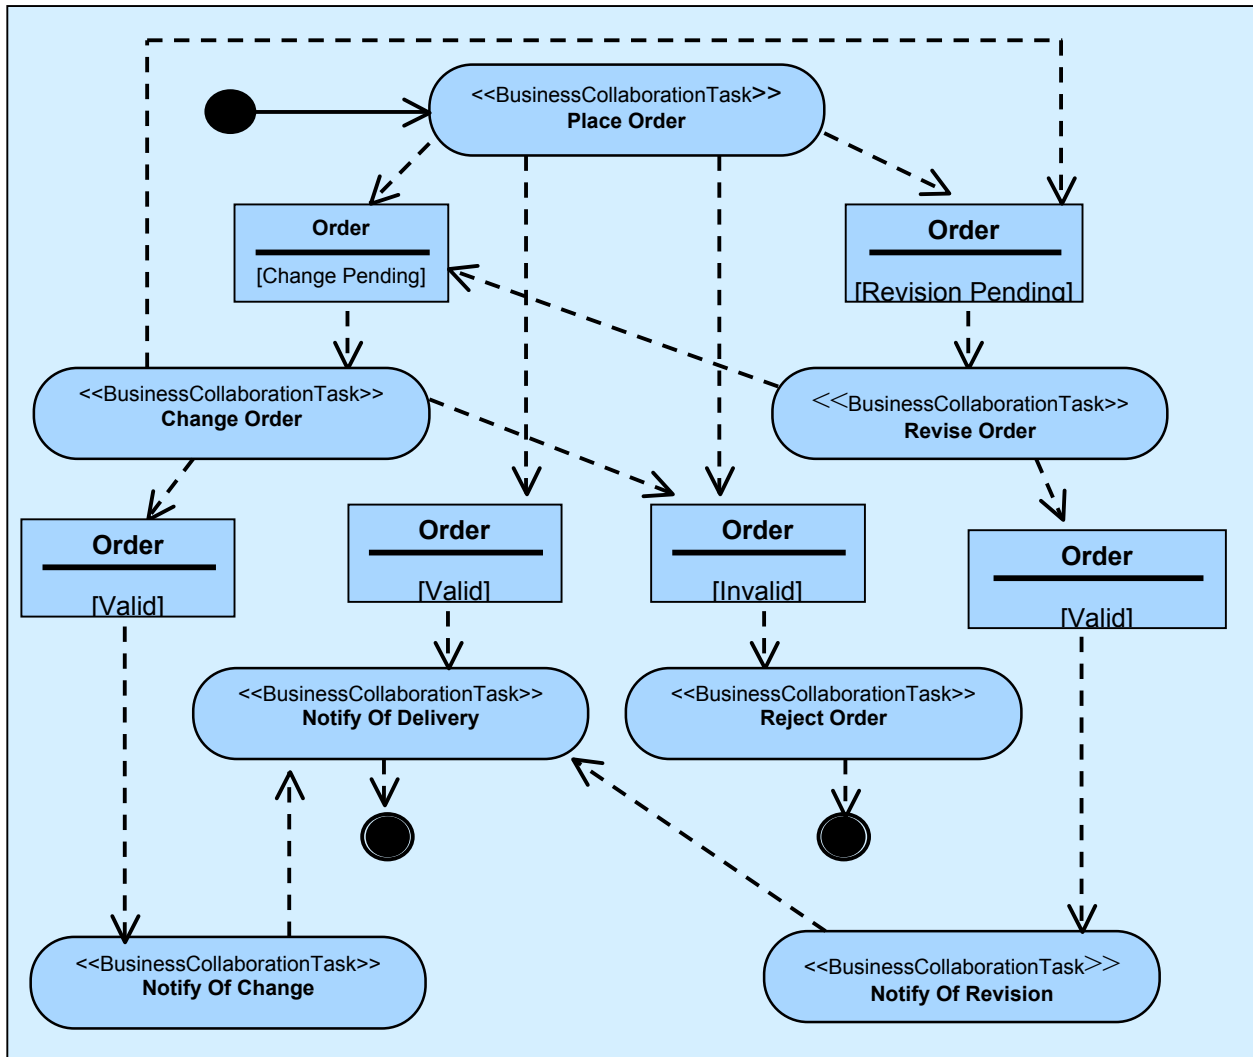 <<BusinessCollaborationTask>>
Place Order
Order
[Change Pending]
Order
[Revision Pending]
<<BusinessCollaborationTask>>
Change Order
<<BusinessCollaborationTask>>
Revise Order
Order
[Valid]
Order
[Valid]
Order
[Invalid]
Order
[Valid]
<<BusinessCollaborationTask>>
Notify Of Delivery
<<BusinessCollaborationTask>>
Reject Order
<<BusinessCollaborationTask>>
Notify Of Change
<<BusinessCollaborationTask>>
Notify Of Revision